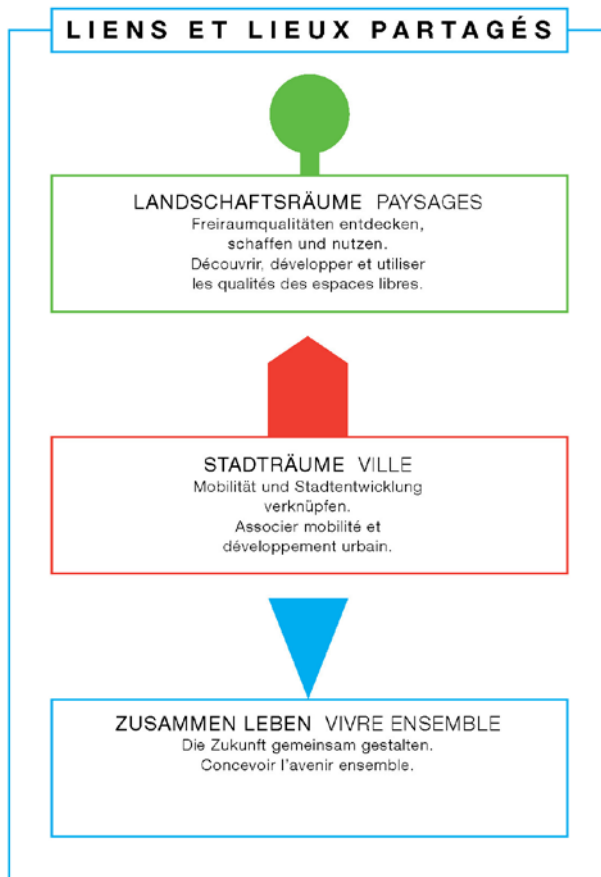 LIENS ET LIEUX PARTAGÉS
LANDSCHAFTSRÄUME PAYSAGES
Freiraumqualitäten entdecken,
schaffen und nutzen.
Découvrir, développer et utiliser
les qualités des espaces libres.
STADTRÄUME VILLE
Mobilität und Stadtentwicklung
verknüpfen.
Associer mobilité et
développement urbain.
ZUSAMMEN LEBEN VIVRE ENSEMBLE
Die Zukunft gemeinsam gestalten.
Concevoir l'avenir ensemble.